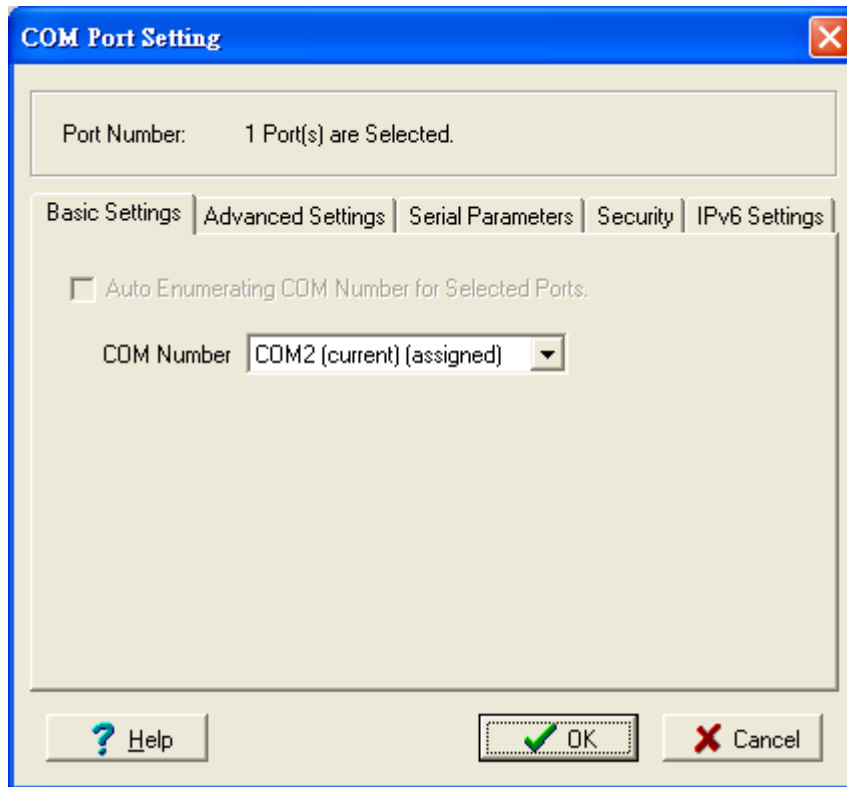 COM Port Setting
Port Number: 1 Port(s) are Selected.
Basic Settings Advanced Settings Serial Parameters Security IPv6 Settings
Auto Enumerating COM Number for Selected Ports.
COM Number COM2 (current) (assigned)
? Help OK Cancel